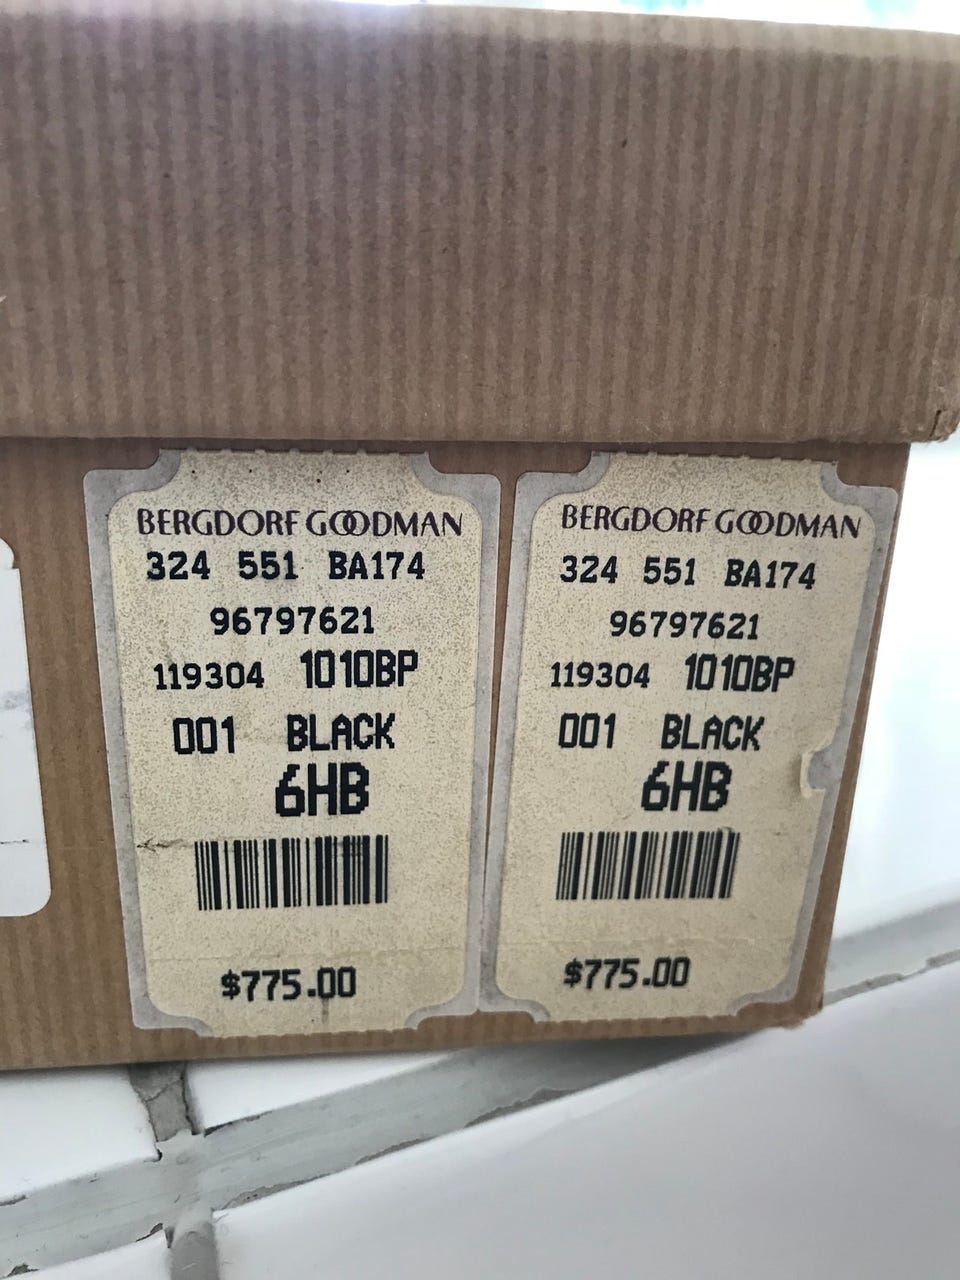 BERGDORF GOODMAN
324 551 BA174
96797621
119304 1010BP
001 BLACK
6HB
$775.00
BERGDORF GOODMAN
324 551 BA174
96797621
119304 1010BP
001 BLACK
6HB
$775.00